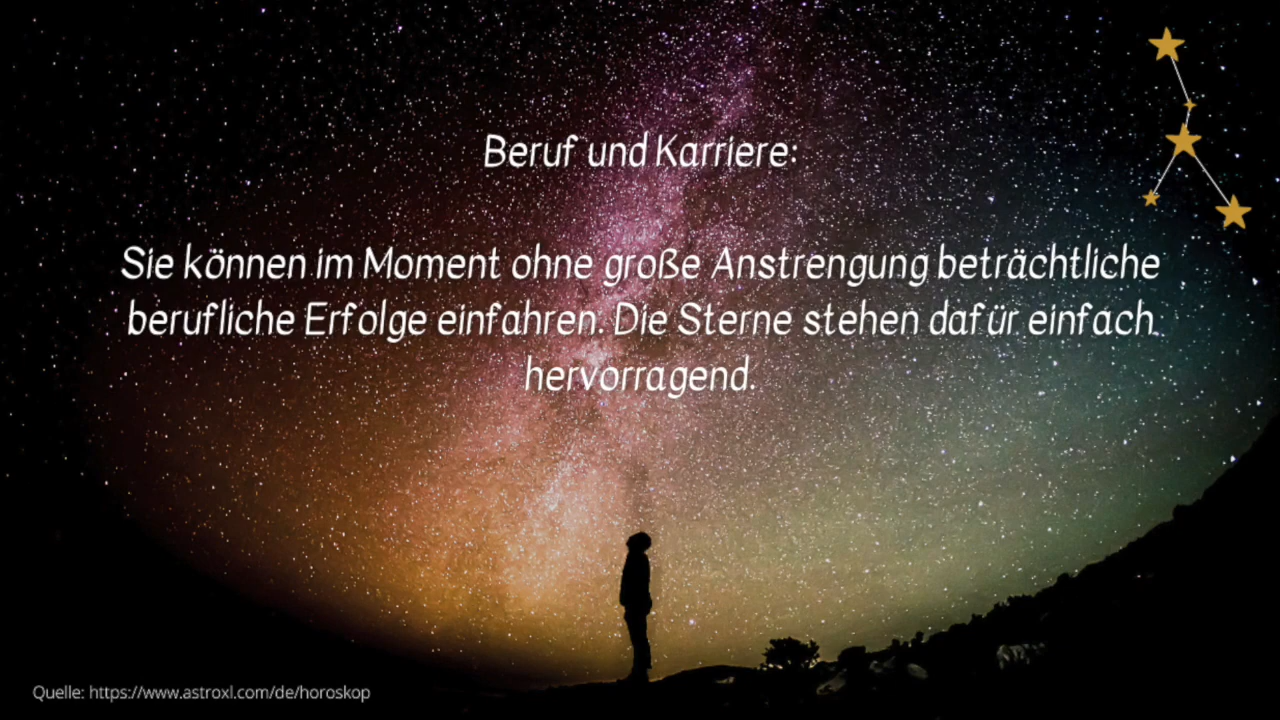 Beruf und Karriere:
Sie können im Moment ohne große Anstrengung beträchtliche
berufliche Erfolge einfahren. Die Sterne stehen dafür einfach
hervorragend.
Quelle: https://www.astroxl.com/de/horoskop